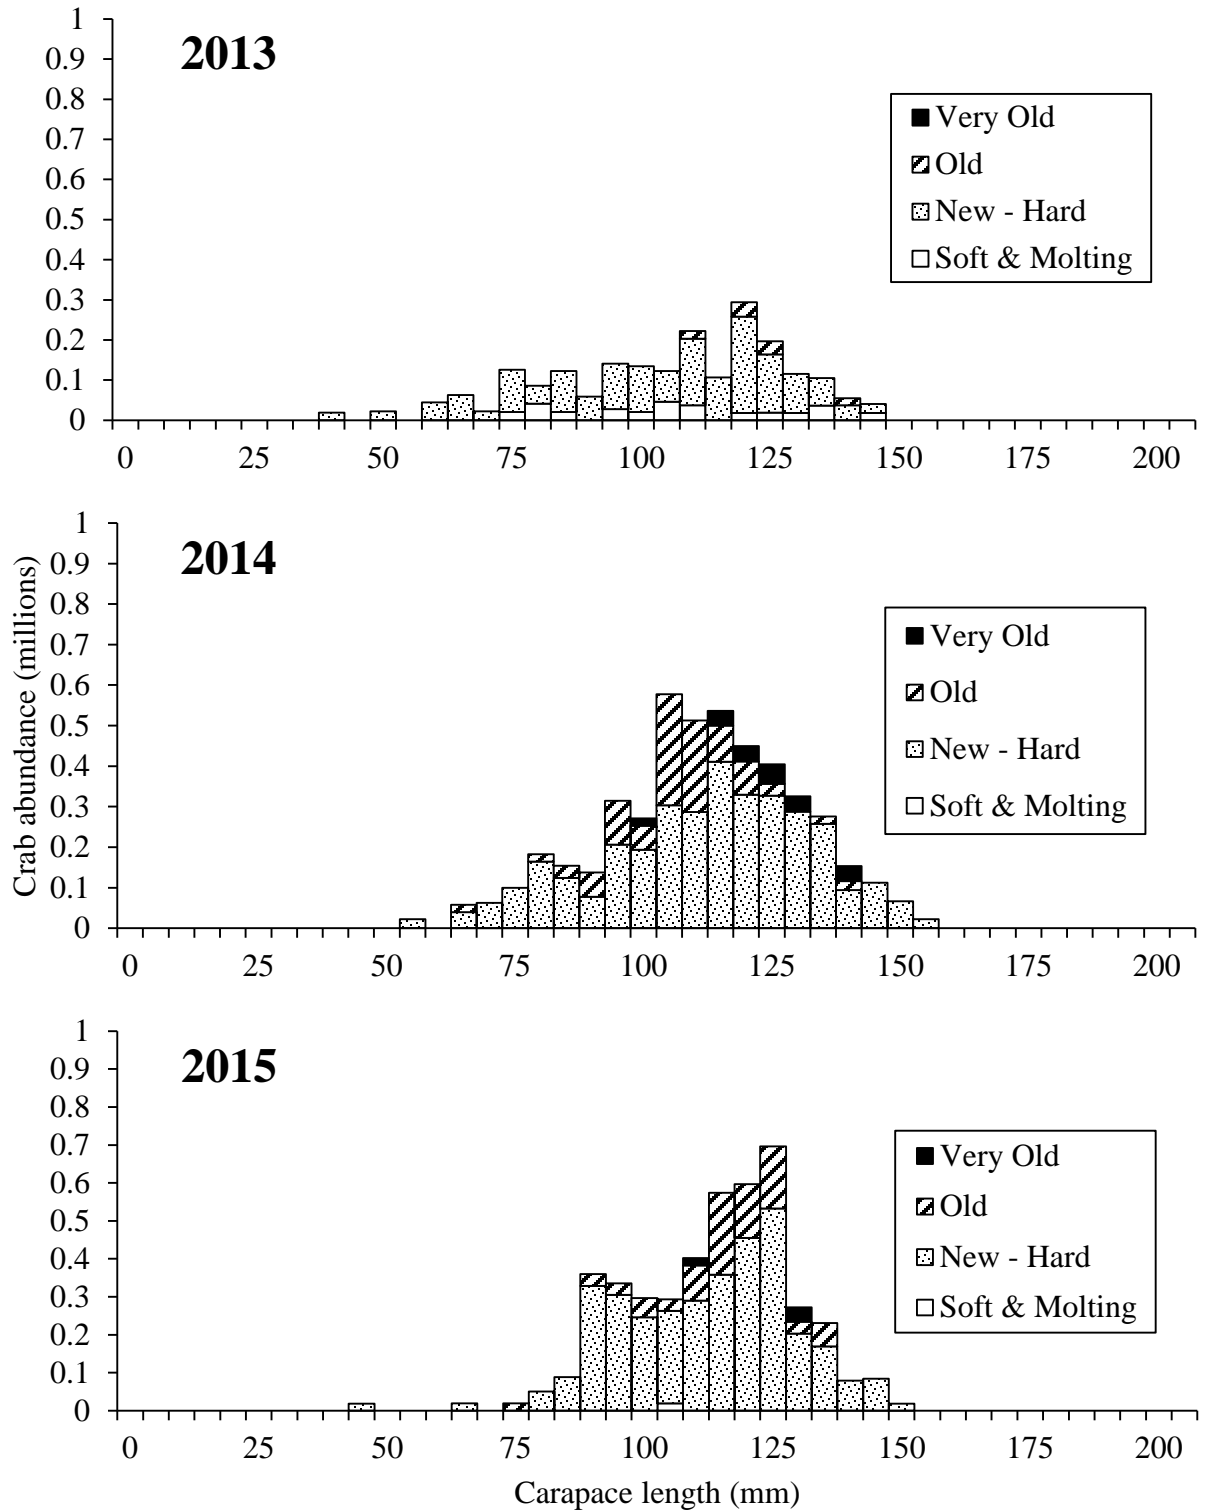 2013
1
0.9
0.8
0.7
0.6
0.5
0.4
0.3
0.2
0.1
0
Very Old
Old
New - Hard
Soft & Molting
0 25 50 75 100 125 150 175 200
Crab abundance (millions)
2014
1
0.9
0.8
0.7
0.6
0.5
0.4
0.3
0.2
0.1
0
Very Old
Old
New - Hard
Soft & Molting
0 25 50 75 100 125 150 175 200
2015
1
0.9
0.8
0.7
0.6
0.5
0.4
0.3
0.2
0.1
0
Very Old
Old
New - Hard
Soft & Molting
0 25 50 75 100 125 150 175 200
Carapace length (mm)